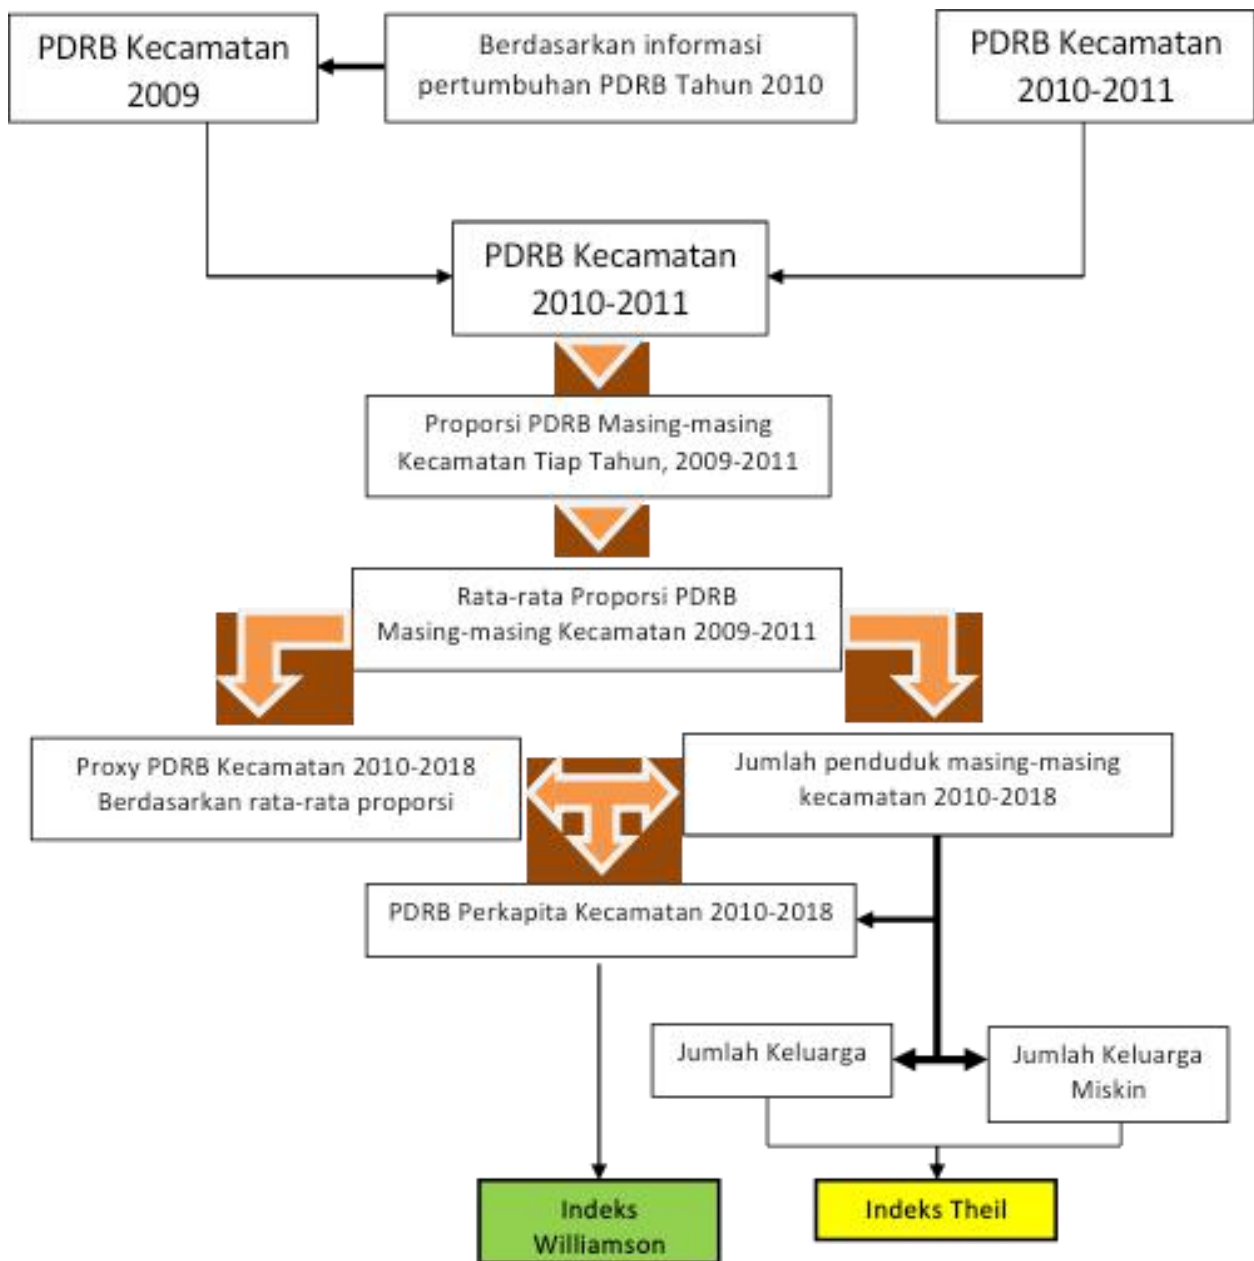 PDRB Kecamatan
2009
Berdasarkan informasi
pertumbuhan PDRB Tahun 2010
PDRB Kecamatan
2010-2011
PDRB Kecamatan
2010-2011
Proporsi PDRB Masing-masing
Kecamatan Tiap Tahun, 2009-2011
Rata-rata Proporsi PDRB
Masing-masing Kecamatan 2009-2011
Proxy PDRB Kecamatan 2010-2018
Berdasarkan rata-rata proporsi
Jumlah penduduk masing-masing
kecamatan 2010-2018
PDRB Perkapita Kecamatan 2010-2018
Jumlah Keluarga
Jumlah Keluarga
Miskin
Indeks
Williamson
Indeks Theil